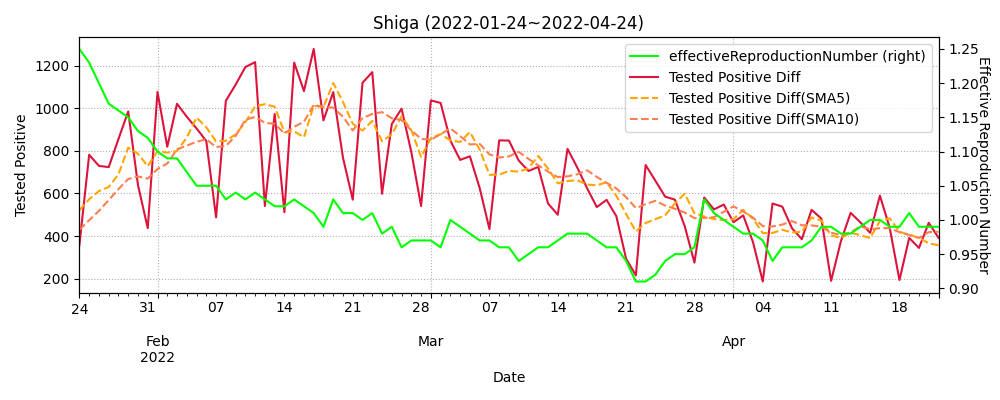 Shiga (2022-01-24~2022-04-24)
effectiveReproductionNumber (right)
Tested Positive Diff
Tested Positive Diff(SMA5)
Tested Positive Diff(SMA10)
Tested Positive
1200
1000
800
600
400
200
Effective Reproduction Number
1.25
1.20
1.15
1.10
1.05
1.00
0.95
0.90
24 31 07 14 21 28 07 14 21 28 04 11 18
Feb Mar Apr
2022
Date